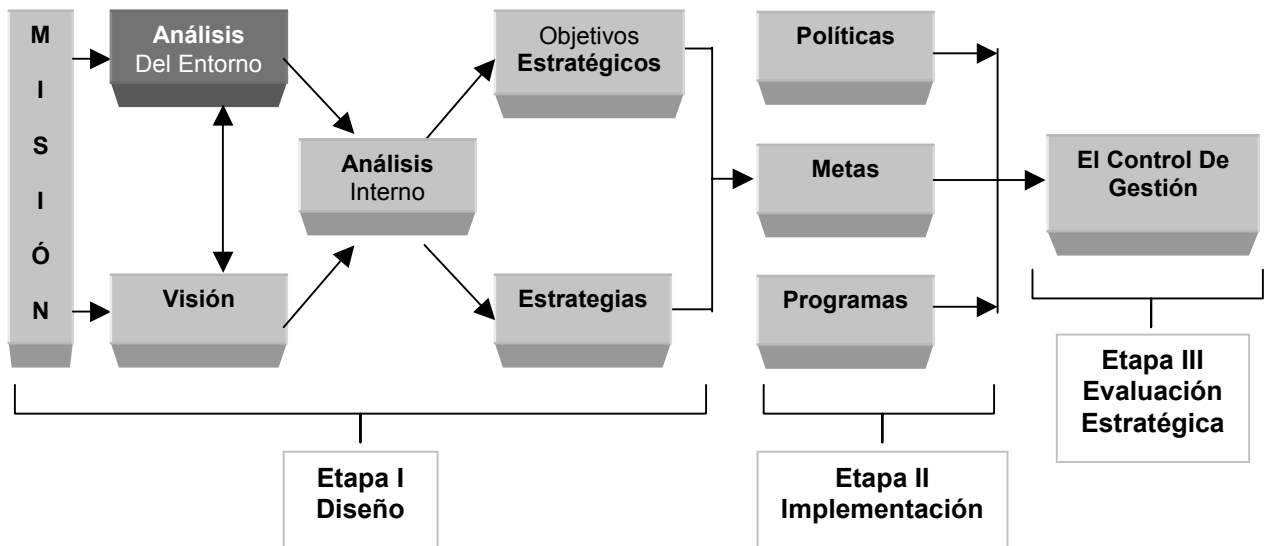 MISIÓN
Análisis
Del Entorno
Visión
Análisis
Interno
Objetivos
Estratégicos
Estrategias
Políticas
Metas
Programas
El Control De
Gestión
Etapa I
Diseño
Etapa II
Implementación
Etapa III
Evaluación
Estratégica